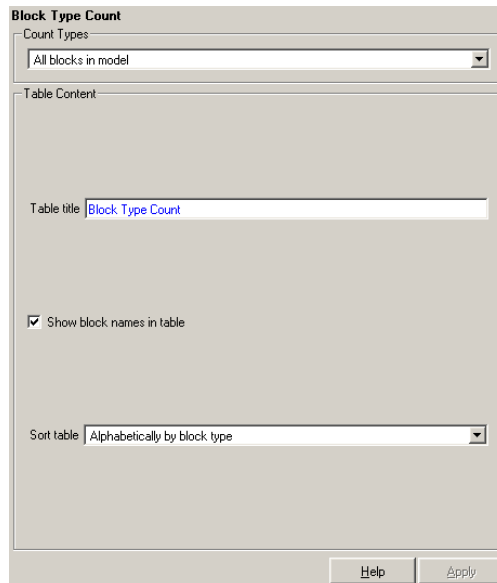 Block Type Count
Count Types
All blocks in model
Table Content
Table title Block Type Count
Show block names in table
Sort table Alphabetically by block type
Help Apply